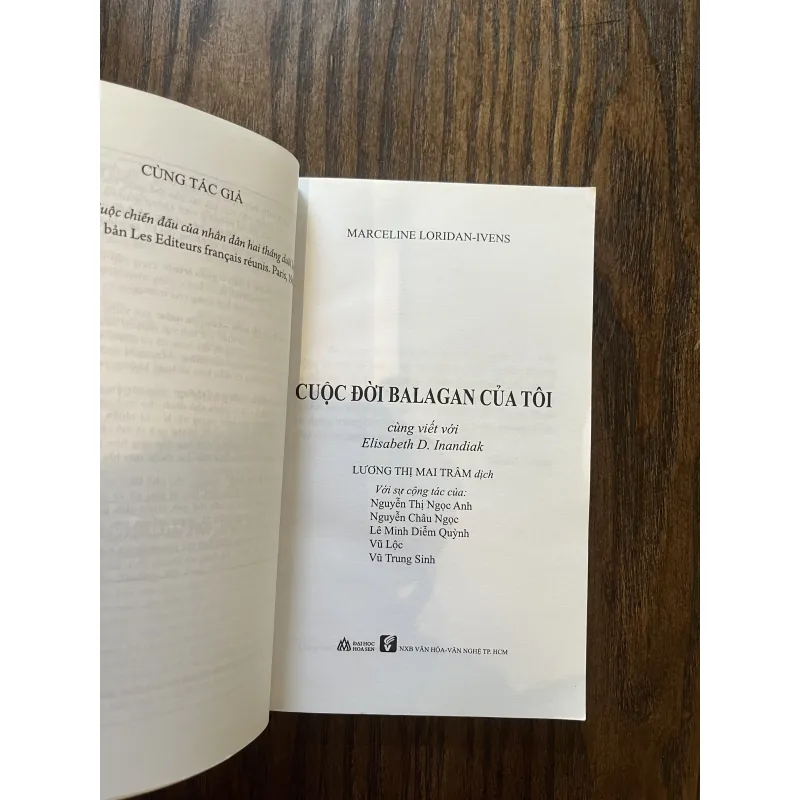 CÙNG TÁC GIẢ
uộc chiến đấu của nhân dân hai tháng dưới
bản Les Editeurs français réunis. Paris,
MARCELINE LORIDAN-IVENS
CUỘC ĐỜI BALAGAN CỦA TÔI
cùng viết với
Elisabeth D. Inandiak
LƯƠNG THỊ MAI TRÂM dịch
Với sự cộng tác của:
Nguyễn Thị Ngọc Anh
Nguyễn Châu Ngọc
Lê Minh Diễm Quỳnh
Vũ Lộc
Vũ Trung Sinh
ĐẠI HỌC
HOA SEN
NXB VĂN HÓA-VĂN NGHỆ TP. HCM